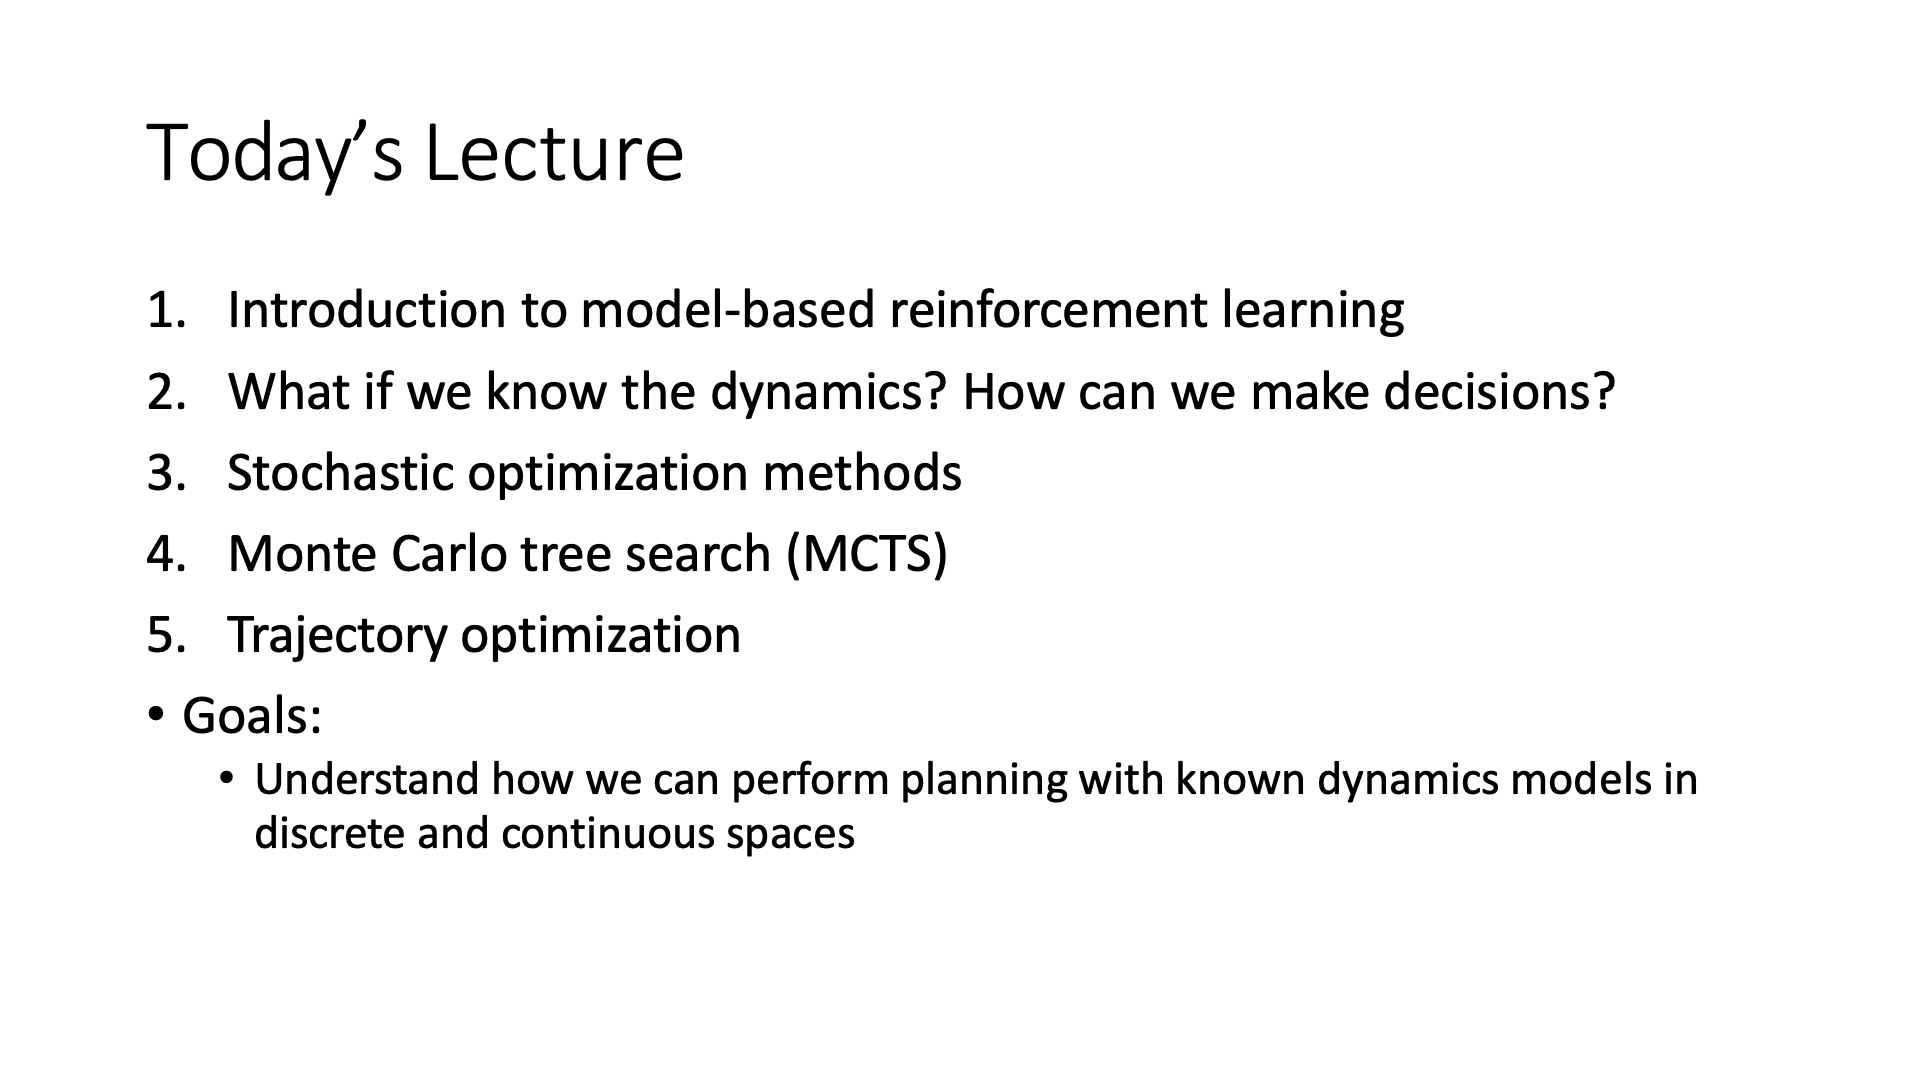 Today’s Lecture
1. Introduction to model-based reinforcement learning
2. What if we know the dynamics? How can we make decisions?
3. Stochastic optimization methods
4. Monte Carlo tree search (MCTS)
5. Trajectory optimization
• Goals:
• Understand how we can perform planning with known dynamics models in
discrete and continuous spaces